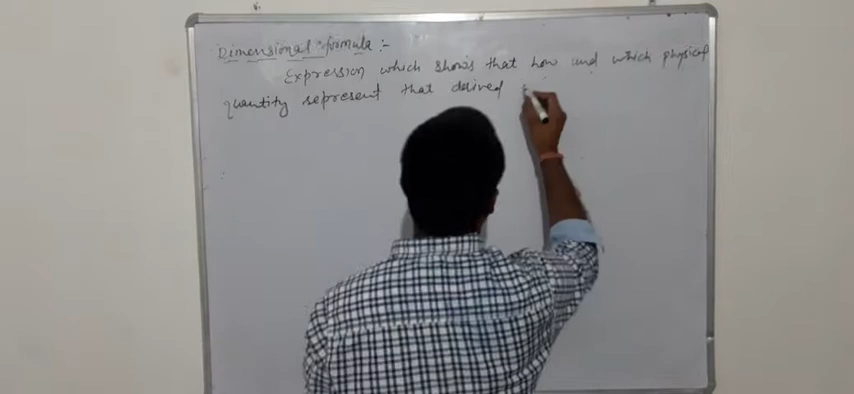 Dimensional formula :-
Expression which shows that how and which physical
quantity represent that derived